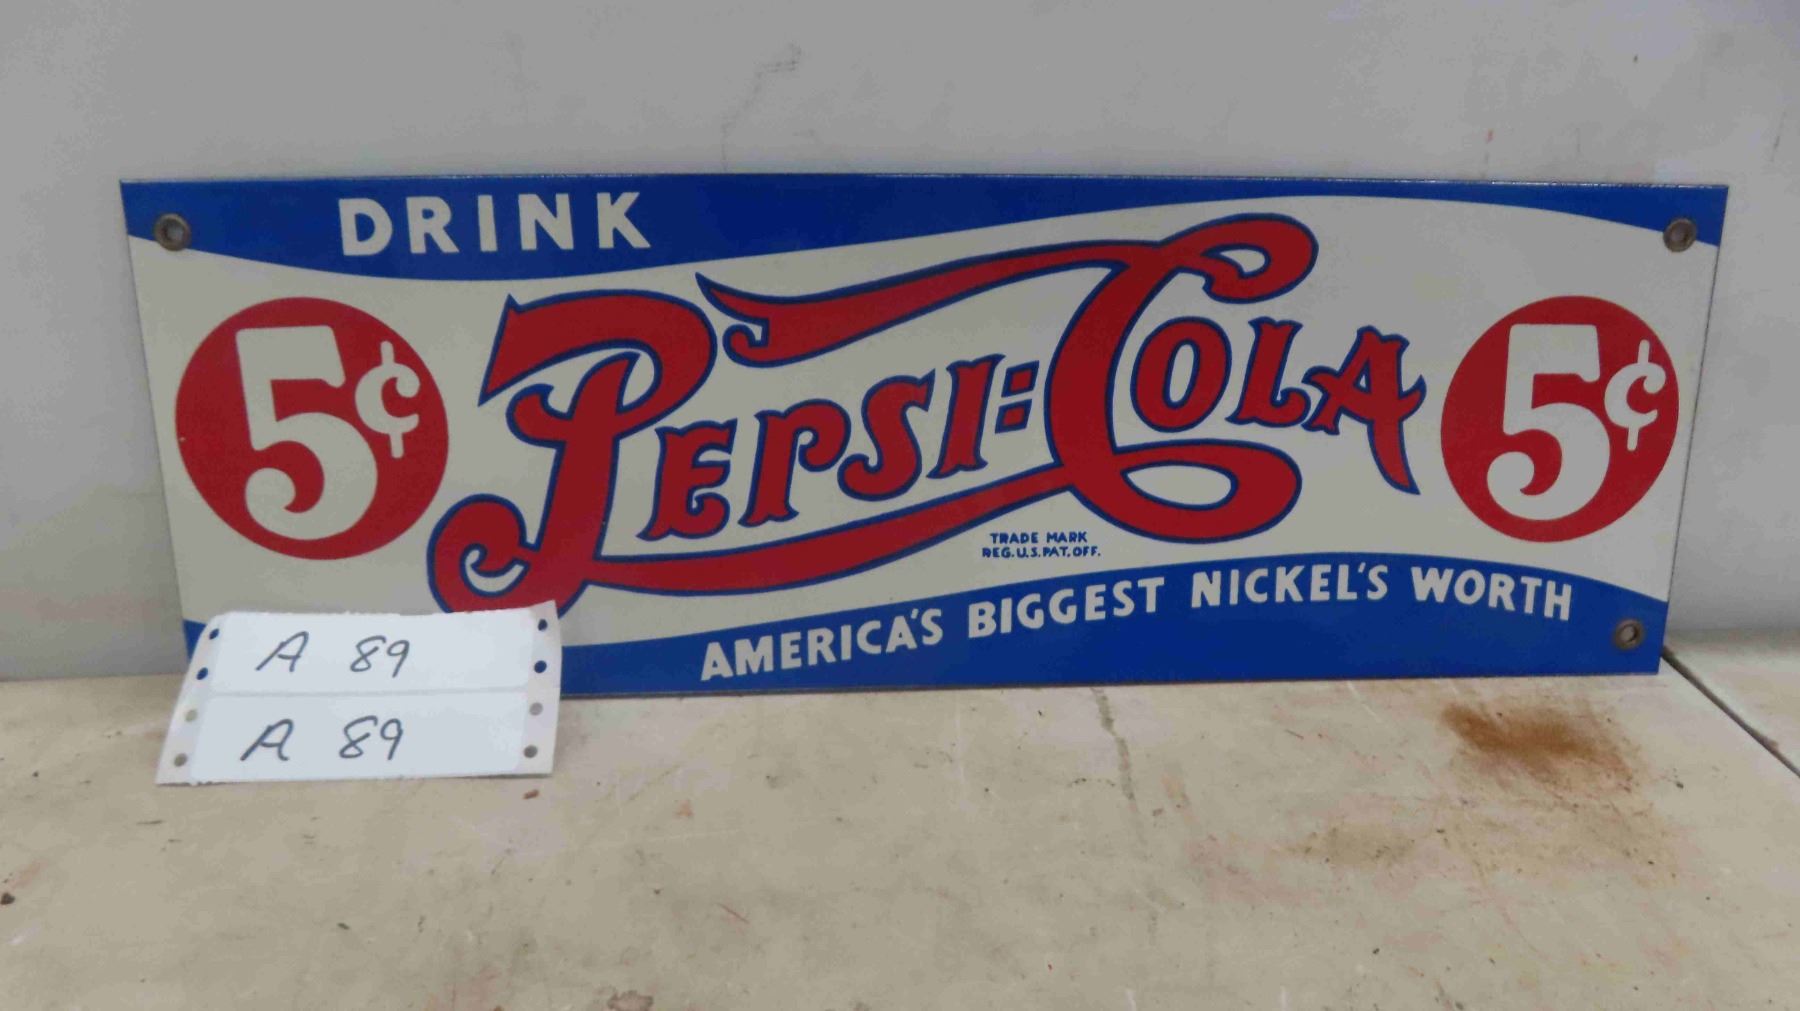 DRINK
5¢ PEPSI:COLA 5¢
TRADE MARK
REG.U.S.PAT.OFF.
AMERICA'S BIGGEST NICKEL'S WORTH
A 89
A 89